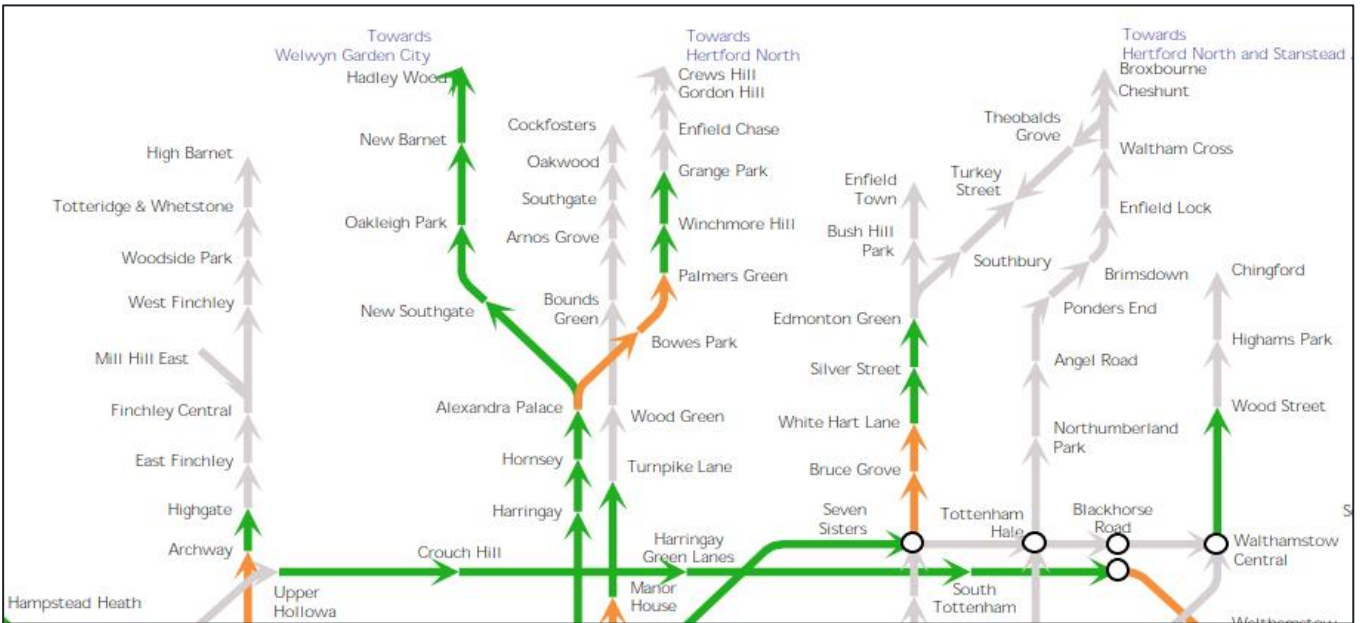 Towards
Welwyn Garden City
Hadley Wood
New Barnet
Oakleigh Park
New Southgate
Alexandra Palace
Hornsey
Harringay
High Barnet
Totteridge & Whetstone
Woodside Park
West Finchley
Mill Hill East
Finchley Central
East Finchley
Highgate
Archway
Hampstead Heath
Upper
Hollowa
Crouch Hill
Harringay
Green Lanes
Cockfosters
Oakwood
Southgate
Arnos Grove
Bounds
Green
Wood Green
Turnpike Lane
Manor
House
Towards
Hertford North
Crews Hill
Gordon Hill
Enfield Chase
Grange Park
Winchmore Hill
Palmers Green
Bowes Park
Enfield
Town
Bush Hill
Park
Edmonton Green
Silver Street
White Hart Lane
Bruce Grove
Seven
Sisters
South
Tottenham
Towards
Hertford North and Stanstead
Broxbourne
Cheshunt
Theobalds
Grove
Turkey
Street
Southbury
Waltham Cross
Enfield Lock
Brimsdown
Ponders End
Angel Road
Northumberland
Park
Tottenham
Hale
Blackhorse
Road
Chingford
Highams Park
Wood Street
Walthamstow
Central
Walthamstow